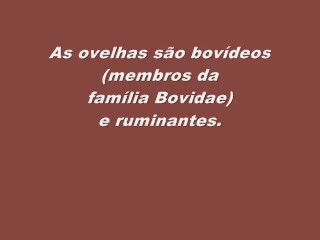 As ovelhas são bovídeos
(membros da
família Bovidae)
e ruminantes.